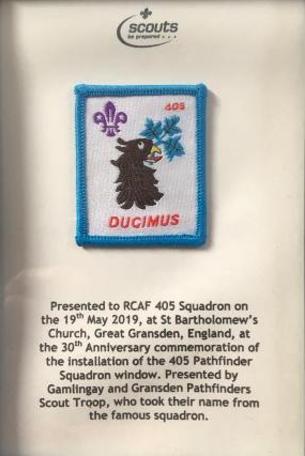 scouts
be prepared . . .
405
DUCIMUS
Presented to RCAF 405 Squadron on
the 19th May 2019, at St Bartholomew's
Church, Great Gransden, England, at
the 30th Anniversary commemoration of
the installation of the 405 Pathfinder
Squadron window. Presented by
Gamlingay and Gransden Pathfinders
Scout Troop, who took their name from
the famous squadron.